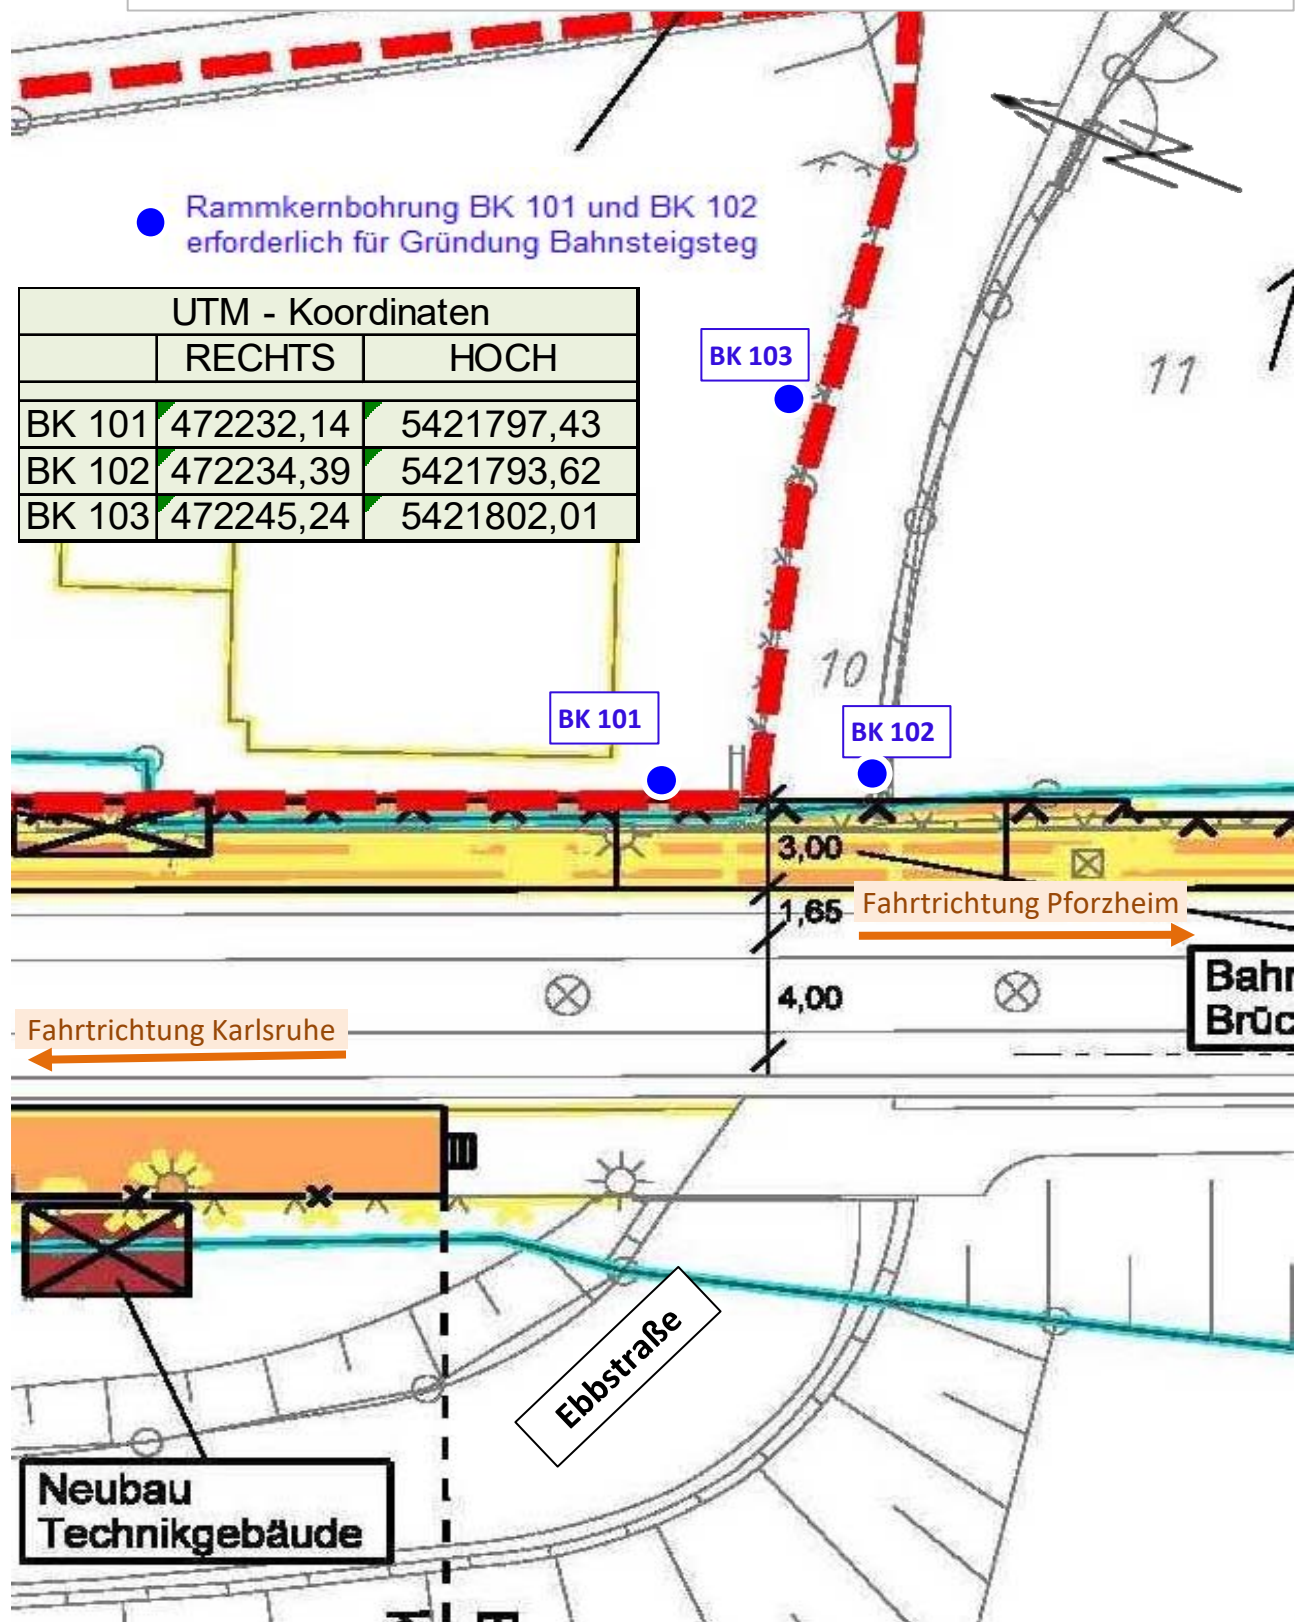 Rammkernbohrung BK 101 und BK 102
erforderlich für Gründung Bahnsteigsteg
UTM - Koordinaten
RECHTS HOCH
BK 101 472232,14 5421797,43
BK 102 472234,39 5421793,62
BK 103 472245,24 5421802,01
BK 103
11
10
BK 101
BK 102
3,00
1,65
Fahrtrichtung Pforzheim
4,00
Fahrtrichtung Karlsruhe
Ebbstraße
Neubau
Technikgebäude